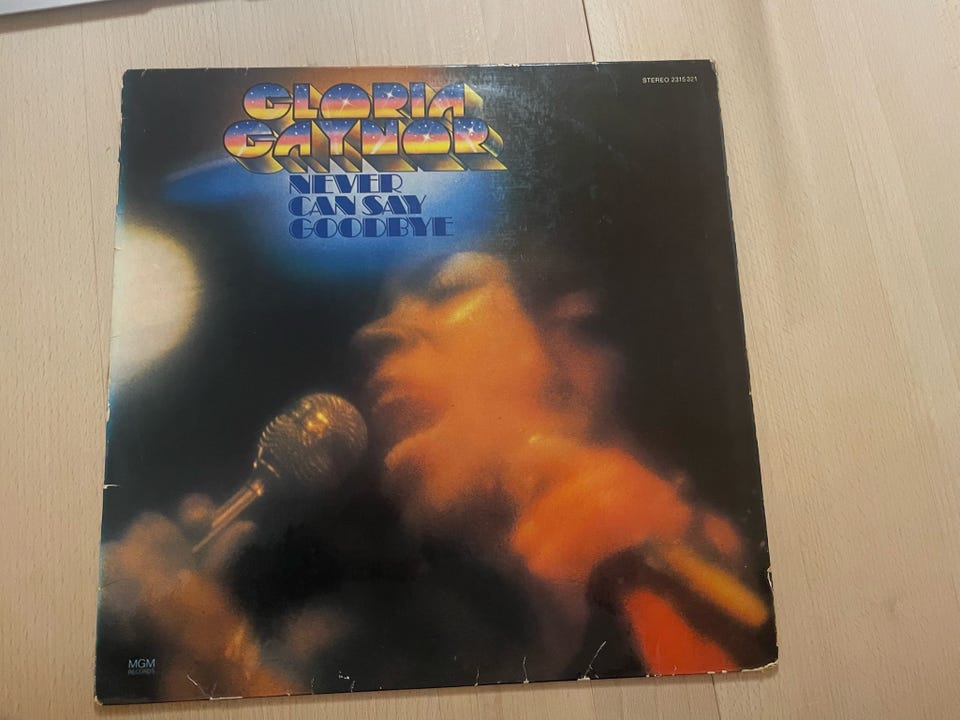 STEREO 2315 321
GLORIA
GAYNOR
NEVER
CAN SAY
GOODBYE
MGM
RECORDS